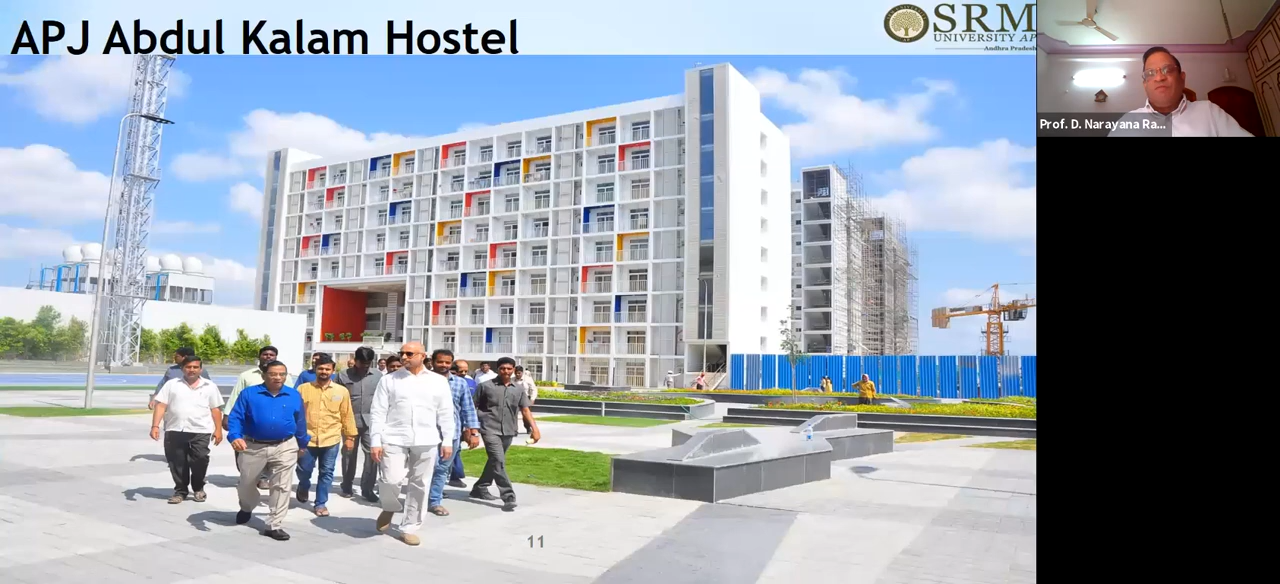 APJ Abdul Kalam Hostel
SRM
UNIVERSITY AP
Andhra Pradesh
Prof. D. Narayana Ra...
11